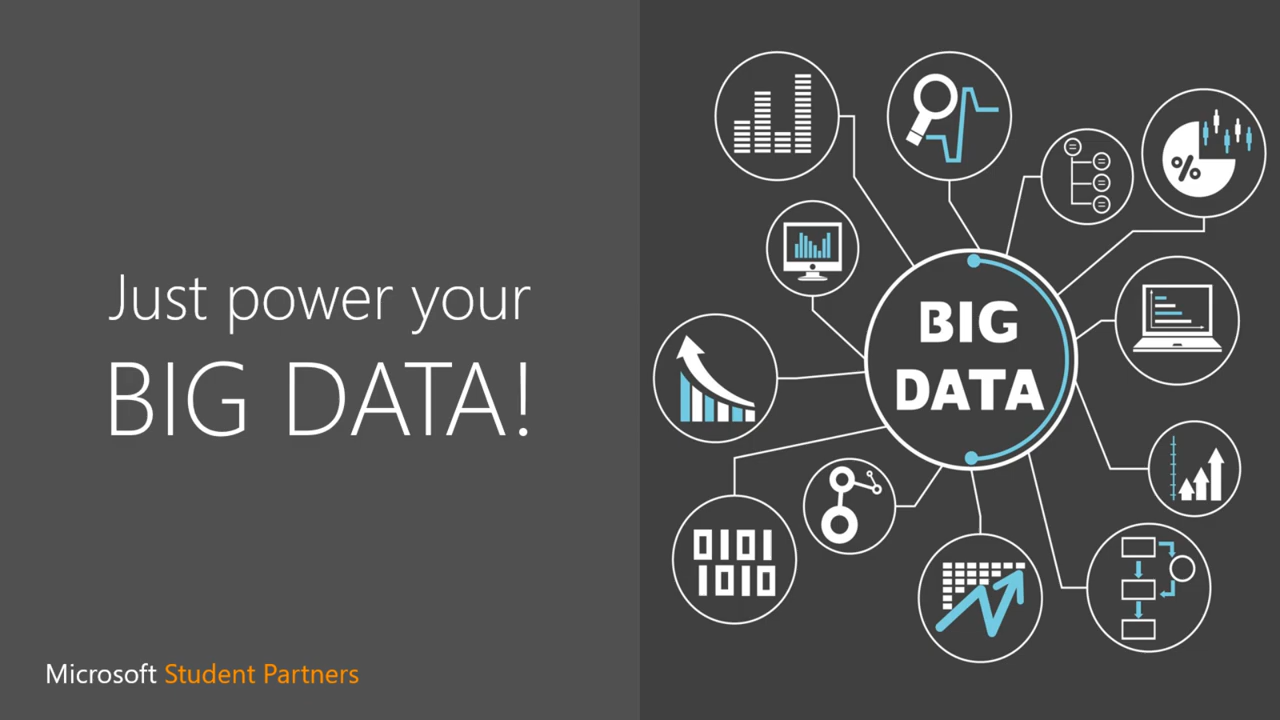 Just power your
BIG DATA!
Microsoft Student Partners
BIG
DATA
%
0101
1010